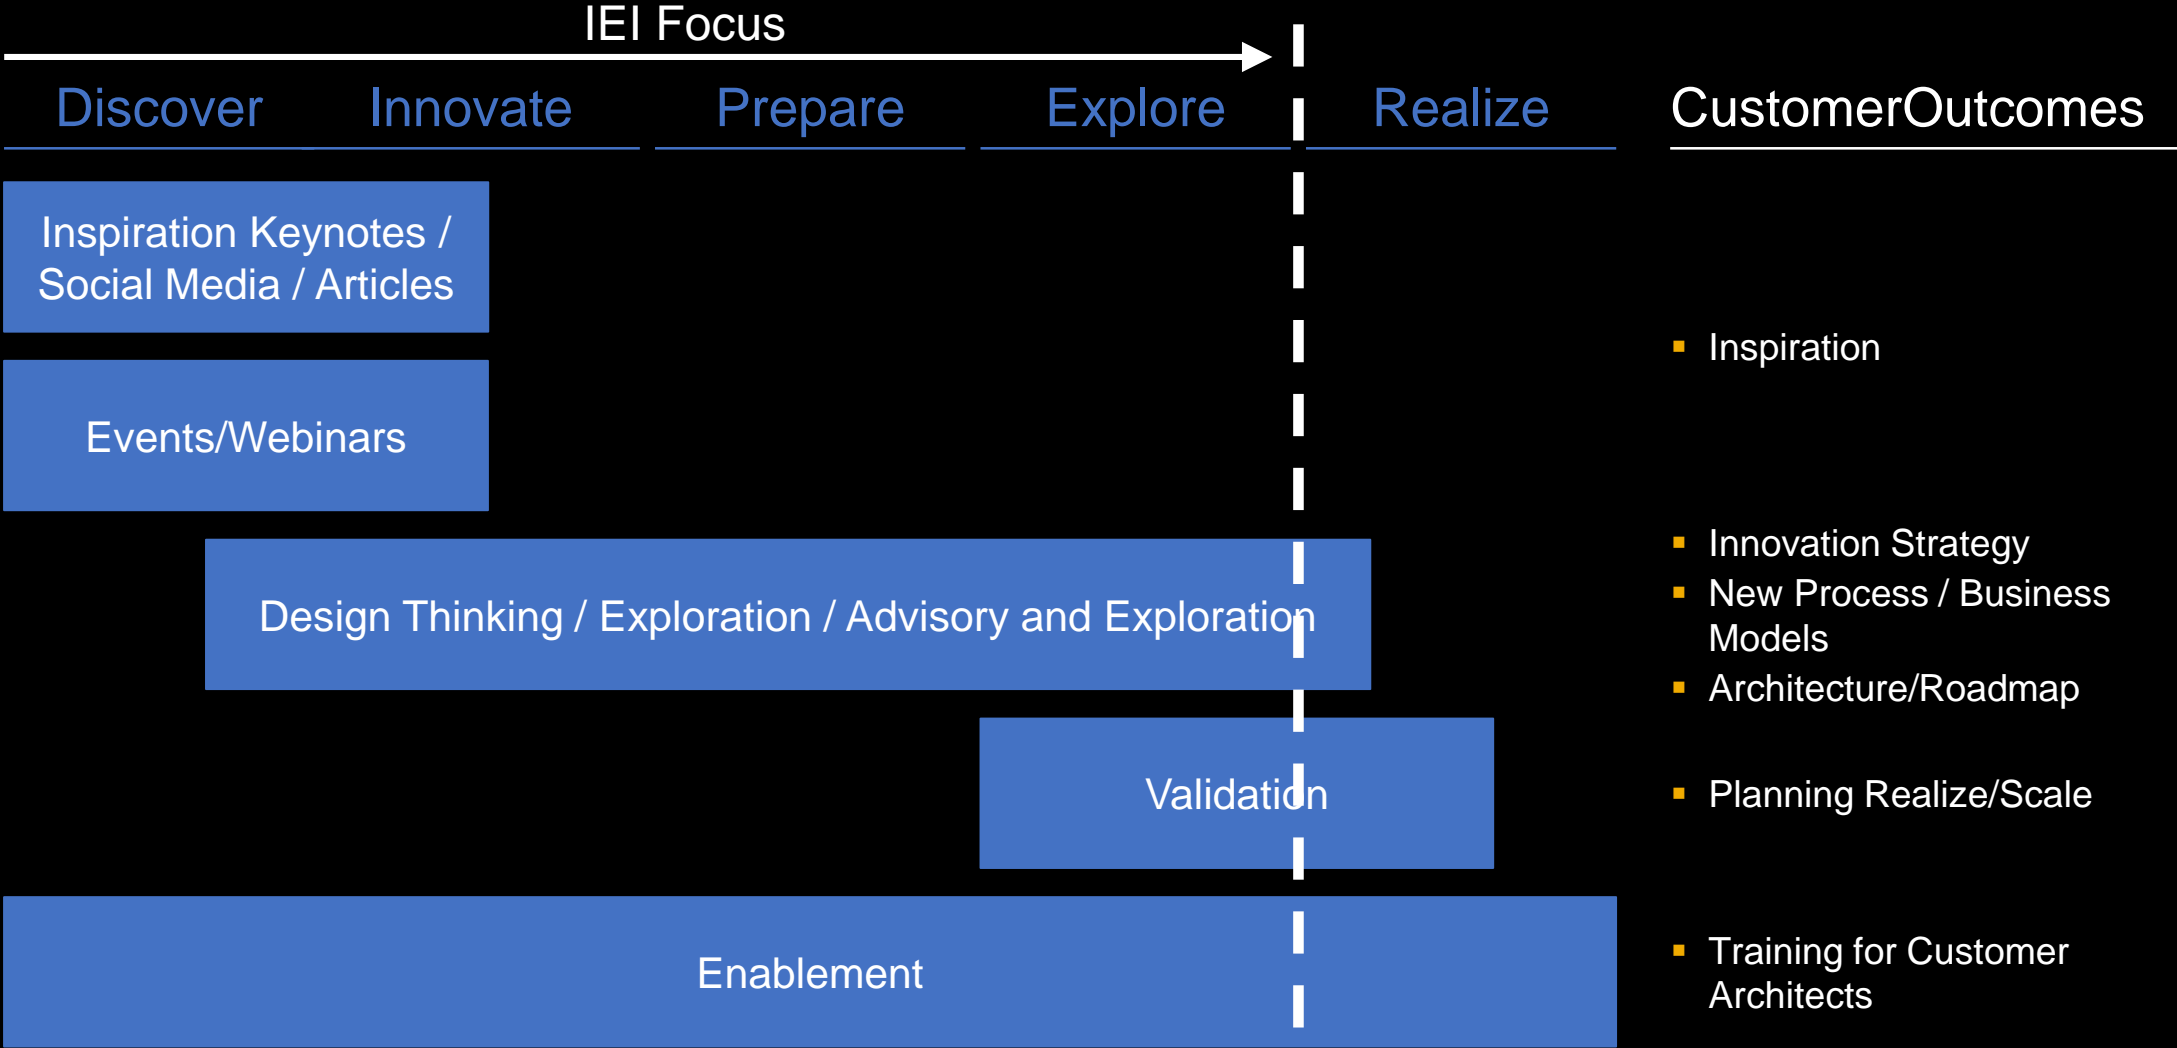 IEI Focus
Discover
Innovate
Prepare
Explore
Realize
CustomerOutcomes
Inspiration Keynotes /
Social Media / Articles
Inspiration
Events/Webinars
Design Thinking / Exploration / Advisory and Exploration
Innovation Strategy
New Process / Business
Models
Architecture/Roadmap
Validation
Planning Realize/Scale
Enablement
Training for Customer
Architects